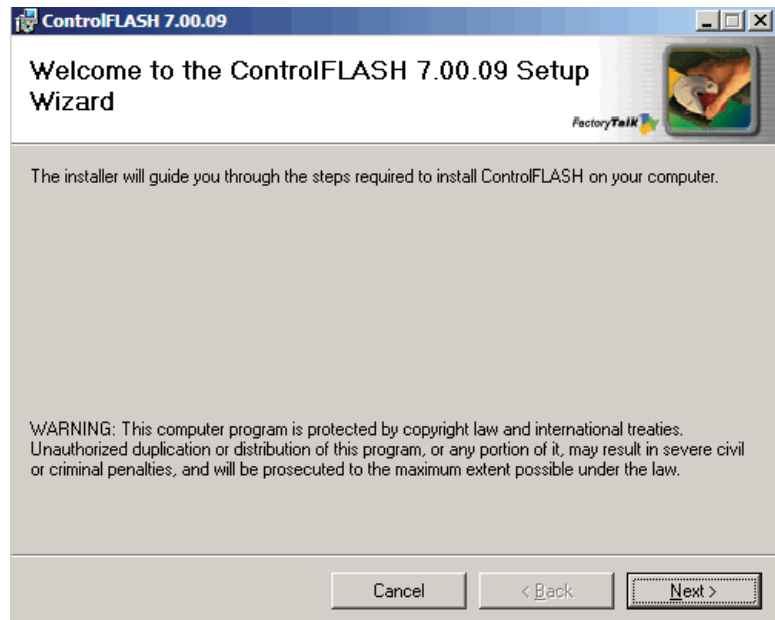 ControlFLASH 7.00.09
Welcome to the ControlFLASH 7.00.09 Setup
Wizard
FactoryTalk
The installer will guide you through the steps required to install ControlFLASH on your computer.
WARNING: This computer program is protected by copyright law and international treaties.
Unauthorized duplication or distribution of this program, or any portion of it, may result in severe civil
or criminal penalties, and will be prosecuted to the maximum extent possible under the law.
Cancel
< Back
Next >